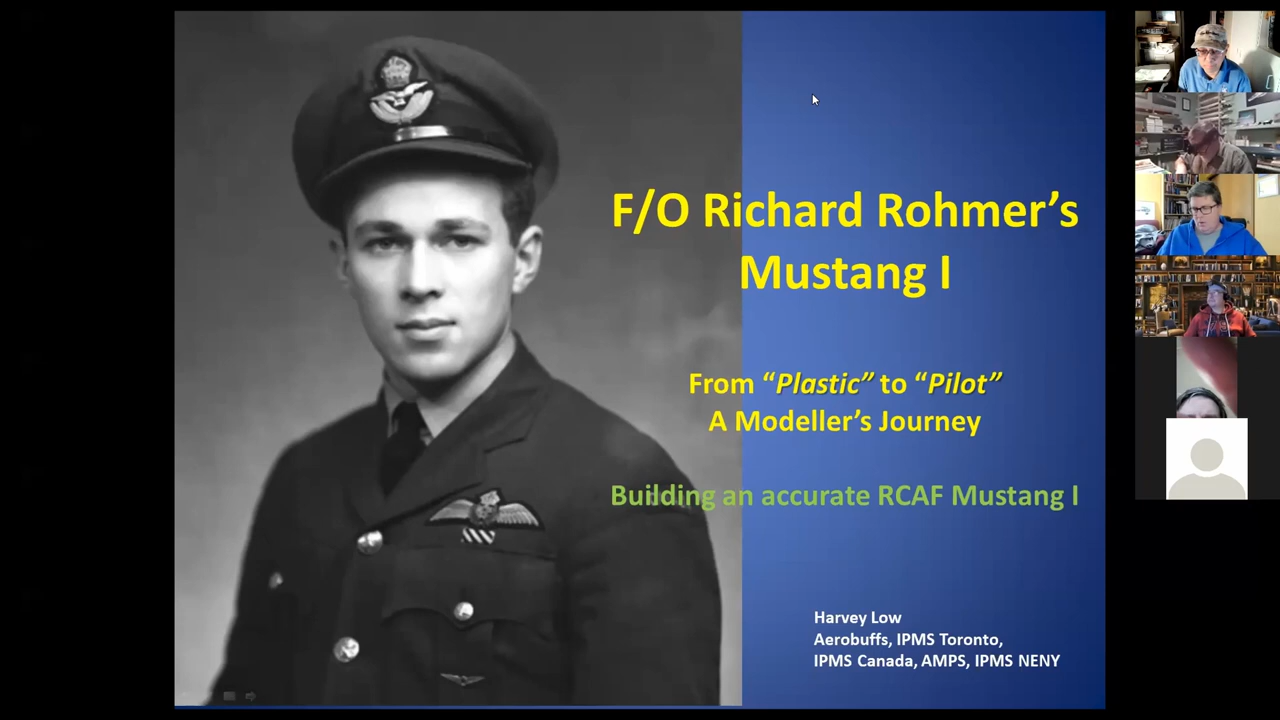 F/O Richard Rohmer’s
Mustang I
From “Plastic” to “Pilot”
A Modeller’s Journey
Building an accurate RCAF Mustang I
Harvey Low
Aerobuffs, IPMS Toronto,
IPMS Canada, AMPS, IPMS NENY